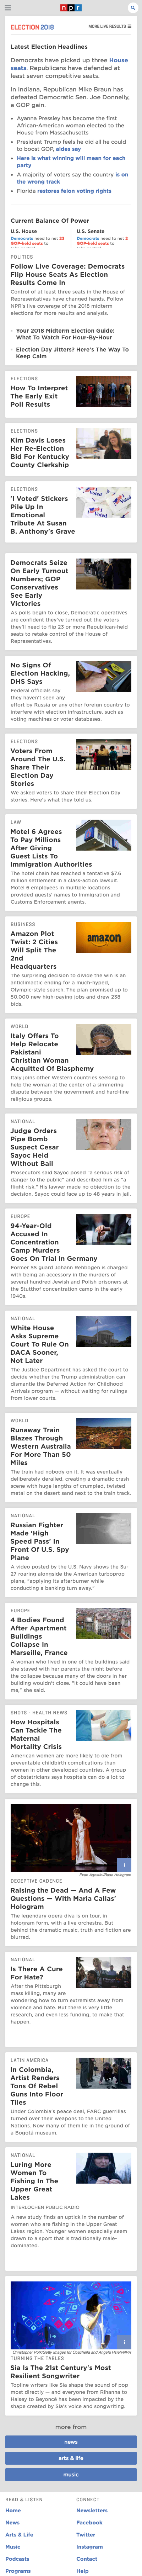 npr
ELECTION 2018
MORE LIVE RESULTS
Latest Election Headlines
Democrats have picked up the House
seats. Republicans have defended at
least seven competitive seats.
In Indiana, Republican Mike Braun has
defeated Democratic Sen. Joe Donnelly,
a GOP gain.
Ayanna Pressley has become the first
African-American woman elected to the
House from Massachusetts
President Trump feels he did all he could
to boost GOP, aides say
Here is what winning will mean for each
party
A majority of voters say the country is on
the wrong track
Florida restores felon voting rights
Current Balance Of Power
U.S. House
U.S. Senate
Democrats need to net 23
GOP-held seats to
Democrats need to net 2
GOP-held seats to
POLITICS
Follow Live Coverage: Democrats
Flip House Seats As Election
Results Come In
Control of at least three seats in the House of
Representatives have changed hands. Follow
NPR's live coverage of the 2018 midterm
elections for more results and analysis.
Your 2018 Midterm Election Guide:
What To Watch For Hour-By-Hour
Election Day Jitters? Here's The Way To
Keep Calm
ELECTIONS
How To Interpret
The Early Exit
Poll Results
ELECTIONS
Kim Davis Loses
Her Re-Election
Bid For Kentucky
County Clerkship
ELECTIONS
'I Voted' Stickers
Pile Up In
Emotional
Tribute At Susan
B. Anthony's Grave
Democrats Seize
On Early Turnout
Numbers; GOP
Conservatives
See Early
Victories
As polls begin to close, Democratic operatives
are confident they've turned out the voters
they'll need to flip 23 or more Republican-held
seats to retake control of the House of
Representatives.
No Signs Of
Election Hacking,
DHS Says
Federal officials say
they haven't seen any
effort by Russia or any other foreign country to
interfere with election infrastructure, such as
voting rolls or voter databases.
ELECTIONS
Voters From
Around The U.S.
Share Their
Election Day
Stories
We asked voters to share their Election Day
stories. Here's what they told us.
LAW
Motel 6 Agrees
To Pay Millions
After Giving
Guest Lists To
Immigration Authorities
The hotel chain has reached a tentative $7.6
million settlement in a class-action lawsuit.
Motel 6 employees in multiple locations
provided guests' names to Immigration and
Customs Enforcement agents.
BUSINESS
Amazon Plot
Twist: 2 Cities
Will Split The
2nd
Headquarters
amazon
The surprising decision to divide the win is an
anticlimactic ending for a much-hyped,
Olympic-style search. The plan promised up to
50,000 new high-paying jobs and drew 238
bids.
WORLD
Italy Offers To
Help Relocate
Pakistani
Christian Woman
Acquitted Of Blasphemy
Italy joins other Western countries seeking to
help the woman at the center of a simmering
dispute between the government and hard-line
religious groups.
NATIONAL
Judge Orders
Pipe Bomb
Suspect Cesar
Sayoc Held
Without Bail
Prosecutors said Sayoc posed "a serious risk of
danger to the public" and described him as "a
flight risk." His lawyer made no objection to the
decision. Sayoc could face up to 48 years in jail.
EUROPE
94-Year-Old
Accused In
Concentration
Camp Murders
Goes On Trial In Germany
Former SS guard Johann Rehbogen is charged
with being an accessory to the murders of
several hundred Jewish and Polish prisoners at
at the Stutthof concentration camp in the early
1940s.
NATIONAL
White House
Asks Supreme
Court To Rule On
DACA Sooner,
Not Later
The Justice Department has asked the court to
decide whether the Trump administration can
dismantle the Deferred Action for Childhood
Arrivals program — without waiting for rulings
from lower courts.
WORLD
Runaway Train
Blazes Through
Western Australia
For More Than 50
Miles
The train had nobody on it. It was eventually
deliberately derailed, creating a dramatic crash
scene with huge lengths of crumpled, twisted
metal on the desert sand next to the train track.
NATIONAL
Russian Fighter
Made 'High
Speed Pass' In
Front Of U.S. Spy
Plane
A video posted by the U.S. Navy shows the Su-
27 roaring alongside the American turboprop
plane, "applying its afterburner while
conducting a banking turn away."
EUROPE
4 Bodies Found
After Apartment
Buildings
Collapse In
Marseille, France
A woman who lived in one of the buildings said
she stayed with her parents the night before
the collapse because some of the doors in her
building wouldn't close. "It could have been
me," she said.
SHOTS - HEALTH NEWS
How Hospitals
Can Tackle The
Maternal
Mortality Crisis
American women are more likely to die from
preventable childbirth complications than
women in other developed countries. A group
of obstetricians says hospitals can do a lot to
change this.
Evan Agostini/Base Hologram
DECEPTIVE CADENCE
Raising the Dead — And A Few
Questions — With Maria Callas'
Hologram
The legendary opera diva is on tour, in
hologram form, with a live orchestra. But
behind the dramatic music, truth and fiction are
blurred.
NATIONAL
Is There A Cure
For Hate?
After the Pittsburgh
mass killing, many are
wondering how to turn extremists away from
violence and hate. But there is very little
research, and even less funding, to make that
happen.
LATIN AMERICA
In Colombia,
Artist Renders
Tons Of Rebel
Guns Into Floor
Tiles
Under Colombia's peace deal, FARC guerrillas
turned over their weapons to the United
Nations. Now many of them lie in the ground of
a Bogotá museum.
NATIONAL
Luring More
Women To
Fishing In The
Upper Great
Lakes
INTERLOCHEN PUBLIC RADIO
A new study finds an uptick in the number of
women who are fishing in the Upper Great
Lakes region. Younger women especially seem
drawn to a sport that is traditionally male-
dominated.
Christopher Polk/Getty Images for Coachella and Angela Hsieh/NPR
TURNING THE TABLES
Sia Is The 21st Century's Most
Resilient Songwriter
Topline writers like Sia shape the sound of pop
music directly — and everyone from Rihanna to
Halsey to Beyoncé has been impacted by the
shape created by Sia's voice and songwriting.
more from
news
arts & life
music
READ & LISTEN
CONNECT
Home
Newsletters
News
Facebook
Arts & Life
Twitter
Music
Instagram
Podcasts
Contact
Programs
Help